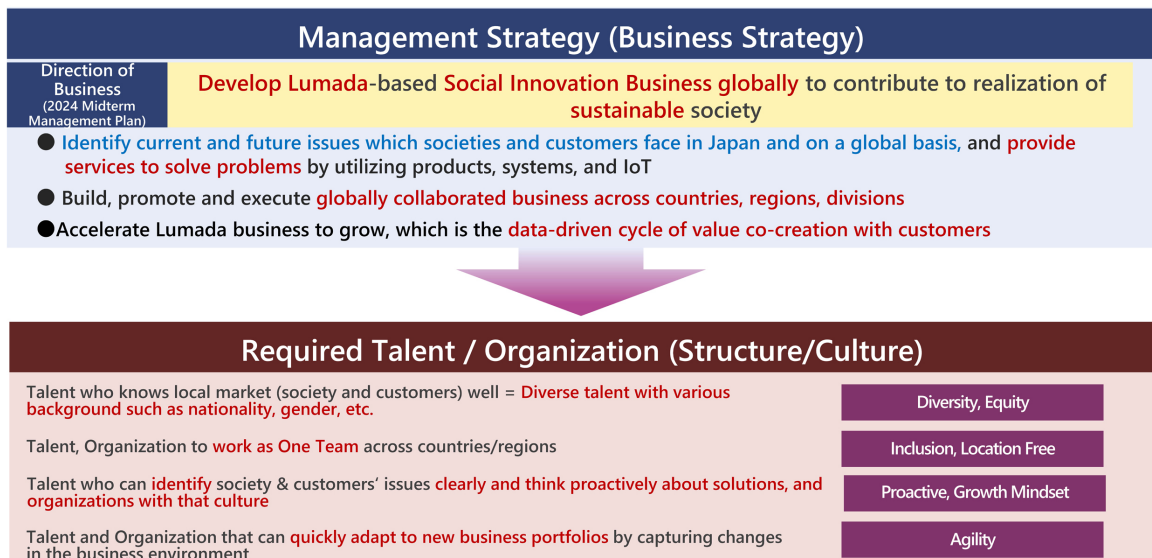 Management Strategy (Business Strategy)
Direction of
Business
(2024 Midterm
Management Plan)
Develop Lumada-based Social Innovation Business globally to contribute to realization of
sustainable society
● Identify current and future issues which societies and customers face in Japan and on a global basis, and provide
services to solve problems by utilizing products, systems, and IoT
● Build, promote and execute globally collaborated business across countries, regions, divisions
●Accelerate Lumada business to grow, which is the data-driven cycle of value co-creation with customers
Required Talent / Organization (Structure/Culture)
Talent who knows local market (society and customers) well = Diverse talent with various
background such as nationality, gender, etc.
Diversity, Equity
Talent, Organization to work as One Team across countries/regions
Inclusion, Location Free
Talent who can identify society & customers‘ issues clearly and think proactively about solutions, and
organizations with that culture
Proactive, Growth Mindset
Talent and Organization that can quickly adapt to new business portfolios by capturing changes
in the business environment
Agility